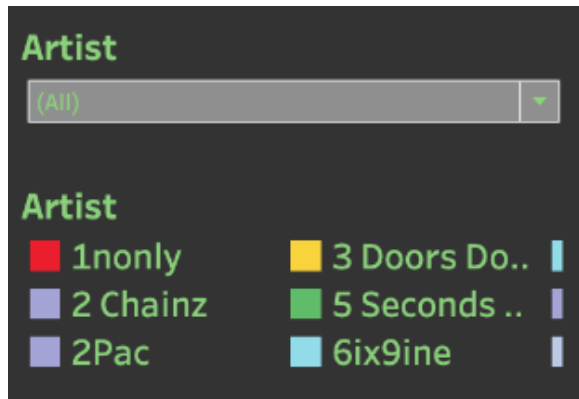 Artist
(All)
Artist
1nonly 3 Doors Do..
2 Chainz 5 Seconds ..
2Pac 6ix9ine